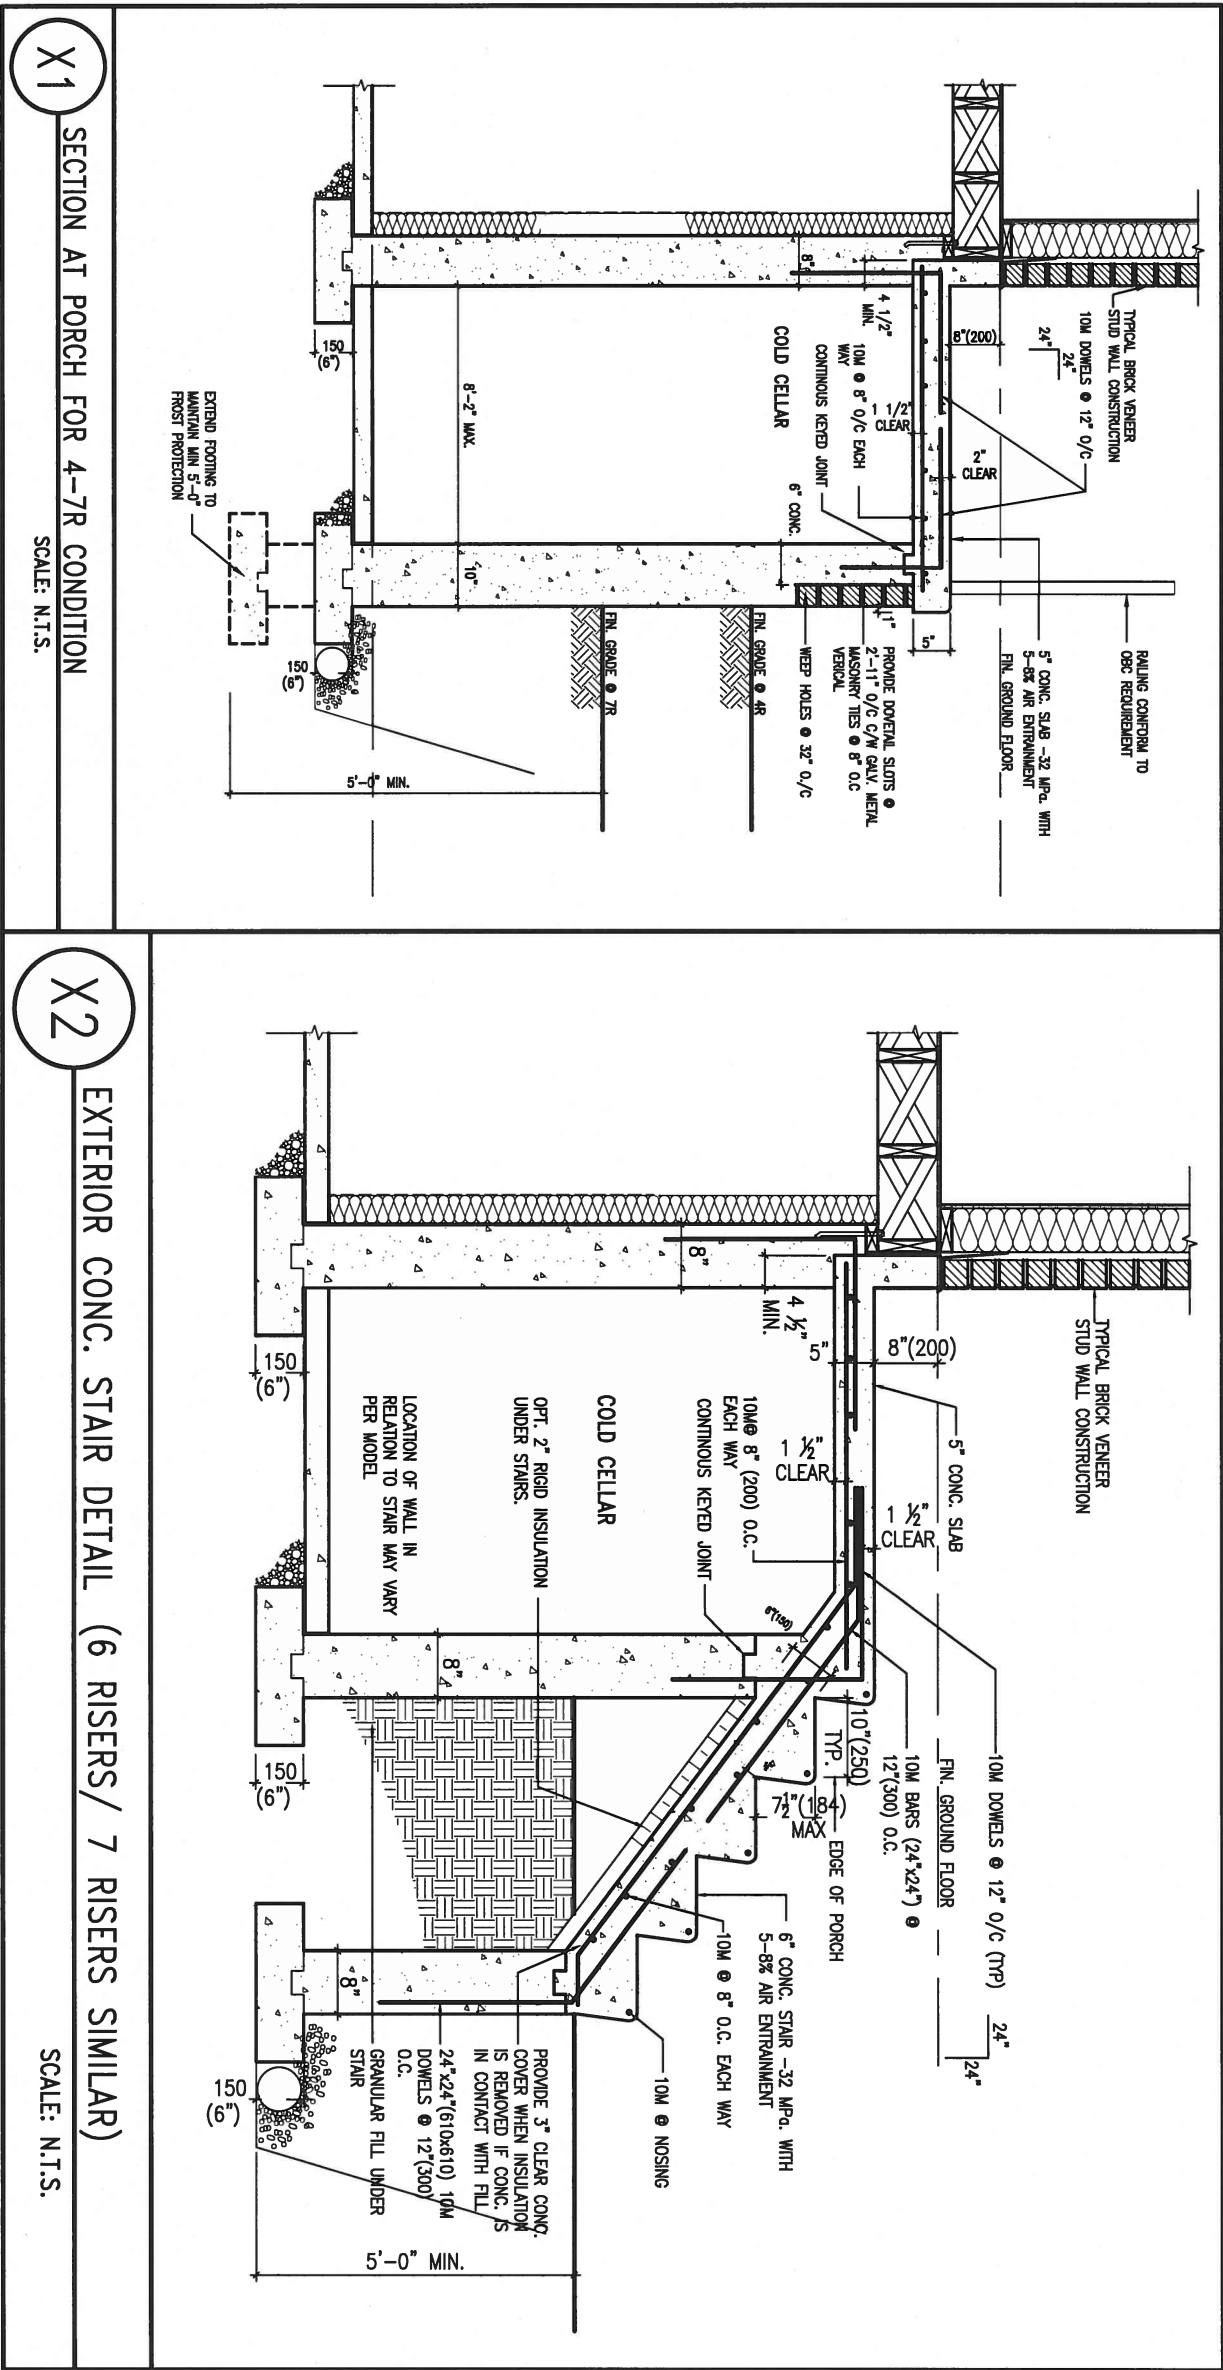 TYPICAL BRICK VENEER
STUD WALL CONSTRUCTION
10M DOWELS @ 12" O/C
24"
24"
8"(200)
RAILING CONFORM TO
OBC REQUIREMENT
5" CONC. SLAB -32 MPa. WITH
5-8% AIR ENTRAINMENT
FIN. GROUND FLOOR
2"
CLEAR
1 1/2"
CLEAR
8"
4 1/2"
MIN.
10M @ 8" O/C EACH
WAY
CONTINOUS KEYED JOINT
COLD CELLAR
6" CONC.
5"
1"
PROVIDE DOVETAIL SLOTS @
2'-11" O/C C/W GALV. METAL
MASONRY TIES @ 8" O.C
VERICAL
WEEP HOLES @ 32" O./C
FIN. GRADE @ 4R
FIN. GRADE @ 7R
8'-2" MAX.
10"
150
(6")
150
(6")
5'-0" MIN.
EXTEND FOOTING TO
MAINTAIN MIN 5'-0"
FROST PROTECTION
X1
SECTION AT PORCH FOR 4-7R CONDITION
SCALE: N.T.S.
TYPICAL BRICK VENEER
STUD WALL CONSTRUCTION
8"(200)
5" CONC. SLAB
1 ½"
CLEAR
10M DOWELS @ 12" O/C (TYP)
24"
24"
FIN. GROUND FLOOR
10M BARS (24"x24") @
12"(300) O.C.
5"
8"
4 ½"
MIN.
1 ½"
CLEAR
10M@ 8" (200) O.C.
EACH WAY
CONTINOUS KEYED JOINT
6"(150)
10"(250)
TYP.
EDGE OF PORCH
7½"(184)
MAX
6" CONC. STAIR -32 MPa. WITH
5-8% AIR ENTRAINMENT
10M @ 8" O.C. EACH WAY
10M @ NOSING
COLD CELLAR
OPT. 2" RIGID INSULATION
UNDER STAIRS.
LOCATION OF WALL IN
RELATION TO STAIR MAY VARY
PER MODEL
8"
8"
PROVIDE 3" CLEAR CONC.
COVER WHEN INSULATION
IS REMOVED IF CONC. IS
IN CONTACT WITH FILL
24"x24"(610x610) 10M
DOWELS @ 12"(300)
O.C.
GRANULAR FILL UNDER
STAIR
150
(6")
150
(6")
150
(6")
5'-0" MIN.
X2
EXTERIOR CONC. STAIR DETAIL (6 RISERS/ 7 RISERS SIMILAR)
SCALE: N.T.S.